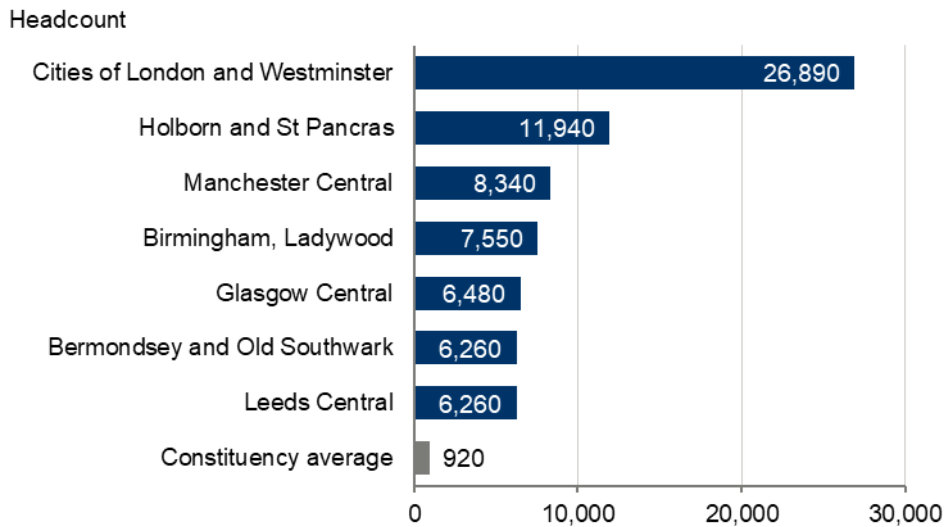 Headcount
Cities of London and Westminster 26,890
Holborn and St Pancras 11,940
Manchester Central 8,340
Birmingham, Ladywood 7,550
Glasgow Central 6,480
Bermondsey and Old Southwark 6,260
Leeds Central 6,260
Constituency average 920
0 10,000 20,000 30,000